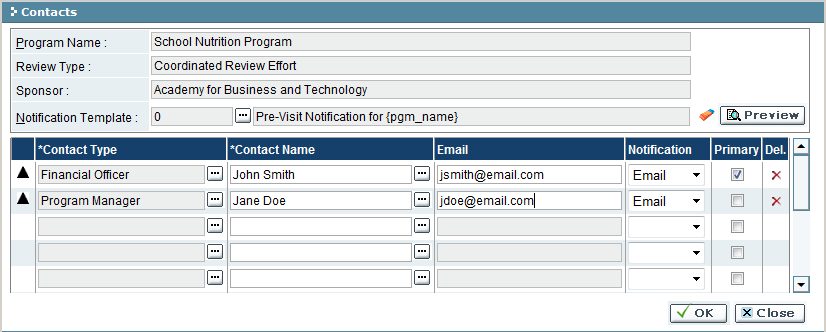 Contacts
Program Name : School Nutrition Program
Review Type : Coordinated Review Effort
Sponsor : Academy for Business and Technology
Notification Template : 0 ... Pre-Visit Notification for {pgm_name} Preview
*Contact Type *Contact Name Email Notification Primary Del.
Financial Officer ... John Smith ... jsmith@email.com Email
Program Manager ... Jane Doe ... jdoe@email.com Email
... ...
... ...
... ...
OK Close